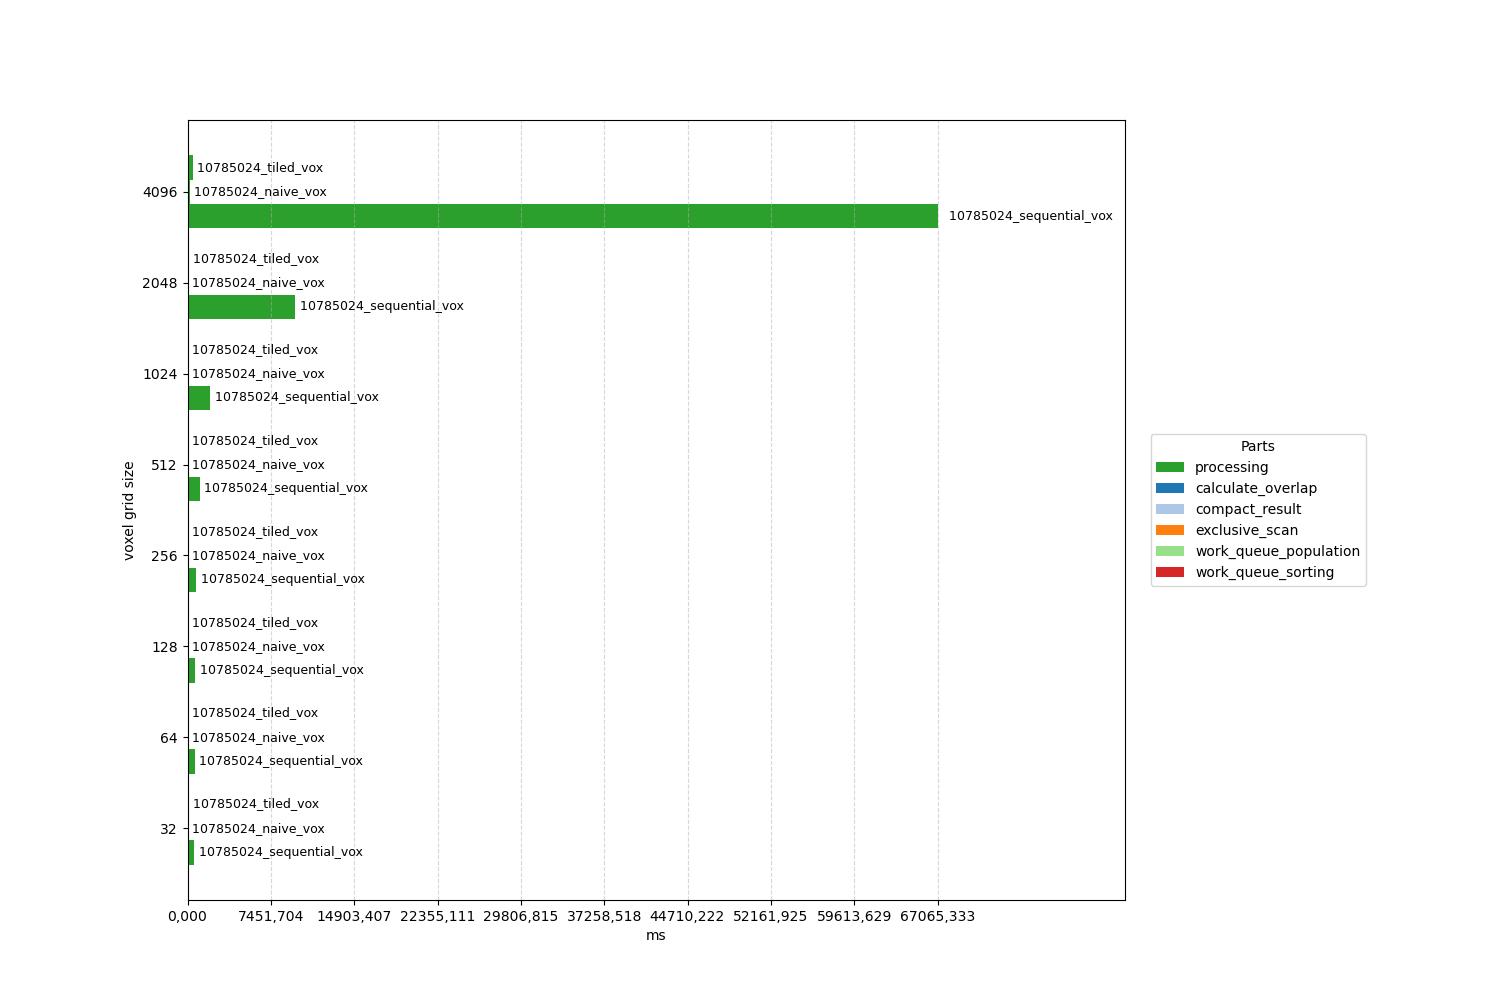 10785024_tiled_vox
4096
10785024_naive_vox
10785024_sequential_vox
10785024_tiled_vox
2048
10785024_naive_vox
10785024_sequential_vox
10785024_tiled_vox
1024
10785024_naive_vox
10785024_sequential_vox
10785024_tiled_vox
512
10785024_naive_vox
10785024_sequential_vox
10785024_tiled_vox
256
10785024_naive_vox
10785024_sequential_vox
10785024_tiled_vox
128
10785024_naive_vox
10785024_sequential_vox
10785024_tiled_vox
64
10785024_naive_vox
10785024_sequential_vox
10785024_tiled_vox
32
10785024_naive_vox
10785024_sequential_vox
voxel grid size
0,000 7451,704 14903,407 22355,111 29806,815 37258,518 44710,222 52161,925 59613,629 67065,333
ms
Parts
processing
calculate_overlap
compact_result
exclusive_scan
work_queue_population
work_queue_sorting